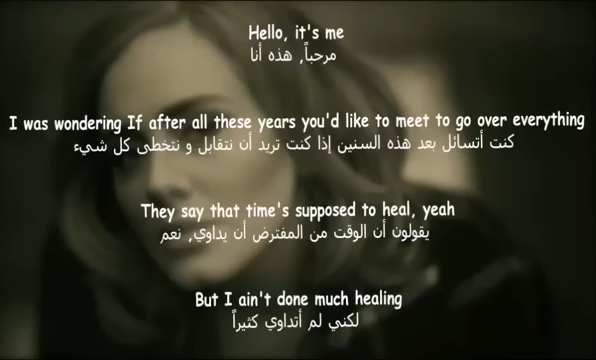 Hello, it's me
مرحباً, هذه أنا
I was wondering If after all these years you'd like to meet to go over everything
كنت أتسائل بعد هذه السنين إذا كنت تريد أن نتقابل و نتخطى كل شيء
They say that time's supposed to heal, yeah
يقولون أن الوقت من المفترض أن يداوي, نعم
But I ain't done much healing
لكني لم أتداوي كثيراً